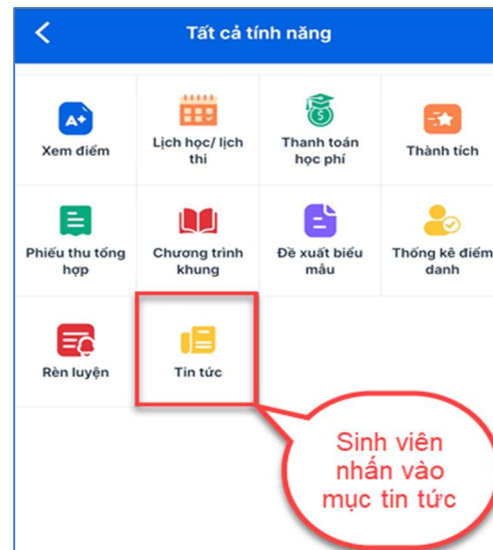 Tất cả tính năng
A+
Xem điểm
Lịch học/ lịch
thi
Thanh toán
học phí
Thành tích
Phiếu thu tổng
hợp
Chương trình
khung
Đề xuất biểu
mẫu
Thống kê điểm
danh
Rèn luyện
Tin tức
Sinh viên
nhấn vào
mục tin tức